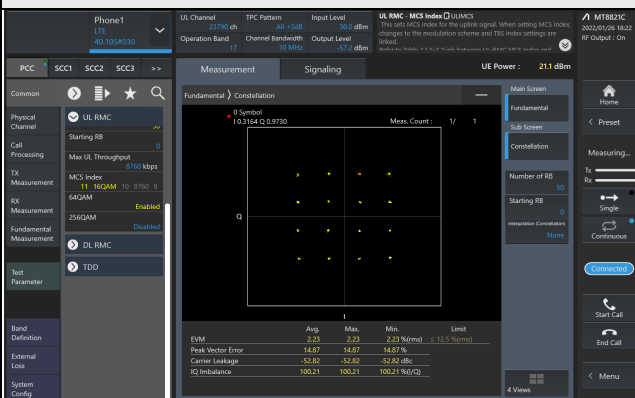 Phone1
LTE
40.105#030
UL Channel
23790 ch
TPC Pattern
All +3dB
Input Level
30.0 dBm
Operation Band
17
Channel Bandwidth
10 MHz
Output Level
-57.2 dBm
UL RMC - MCS Index ULMCS
This sets MCS Index for the uplink signal. When setting MCS Index,
changes to the modulation scheme and TBS Index settings are
linked.
MT8821C
2022/01/26 18:22
RF Output : On
PCC
SCC1
SCC2
SCC3
>>
Measurement
Signaling
UE Power : 21.1 dBm
Common
Physical
Channel
Call
Processing
TX
Measurement
RX
Measurement
Fundamental
Measurement
Test
Parameter
Band
Definition
External
Loss
System
Config
UL RMC
Starting RB
0
Max UL Throughput
8760 kbps
MCS Index
11 16QAM 10 8760 8
64QAM
Enabled
256QAM
Disabled
DL RMC
TDD
Fundamental 〉 Constellation
0 Symbol
I 0.3164 Q 0.9730
Meas. Count : 1/ 1
Q
I
Avg. Max. Min. Limit
EVM 2.23 2.23 2.23 %(rms) ≤ 12.5 %(rms)
Peak Vector Error 14.87 14.87 14.87 %
Carrier Leakage -52.82 -52.82 -52.82 dBc
IQ Imbalance 100.21 100.21 100.21 %(I/Q)
Main Screen
Fundamental
Sub Screen
Constellation
Number of RB
50
Starting RB
0
Interpolation (Constellation)
None
4 Views
Home
< Preset
Measuring...
Tx
Rx
Single
Continuous
Connected
Start Call
End Call
< Menu